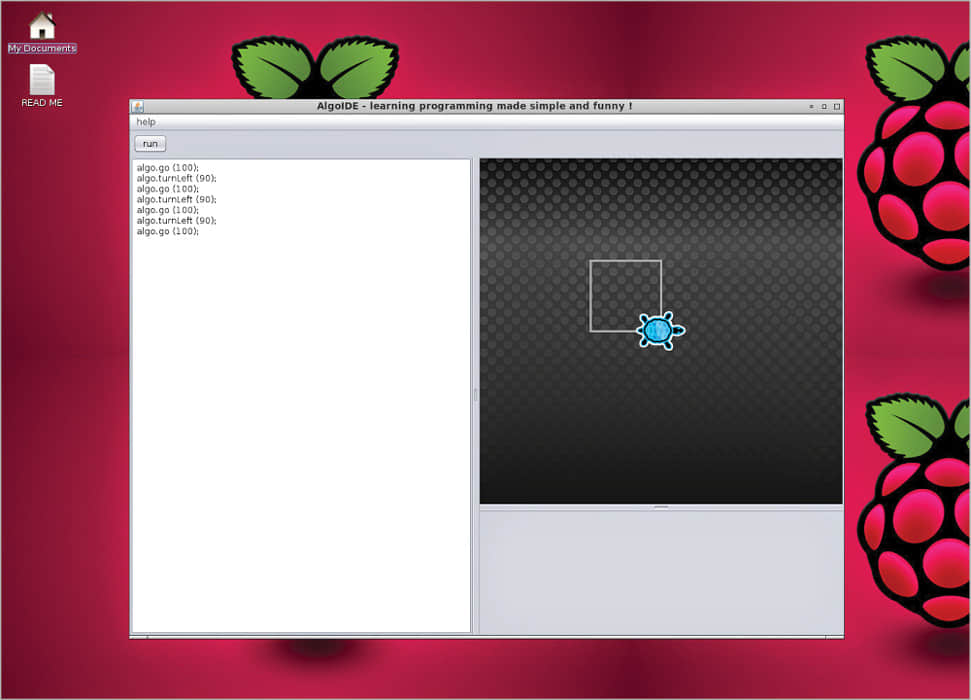 My Documents
READ ME
AlgoIDE - learning programming made simple and funny !
help
run
algo.go (100);
algo.turnLeft (90);
algo.go (100);
algo.turnLeft (90);
algo.go (100);
algo.turnLeft (90);
algo.go (100);